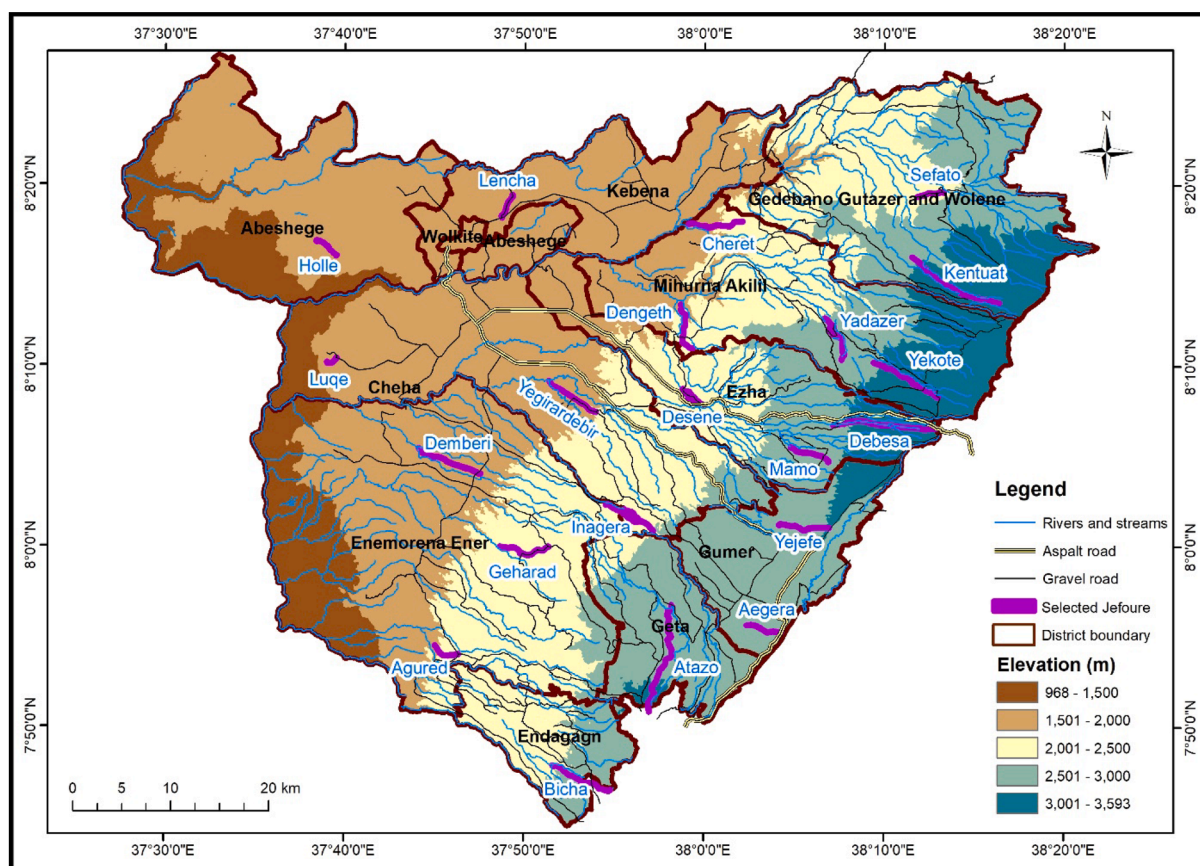 37°30'0"E 37°40'0"E 37°50'0"E 38°0'0"E 38°10'0"E 38°20'0"E
N
8°20'0"N
8°20'0"N
Sefato
Lencha
Kebena
Gedebano Gutazer and Wolene
Abeshege
Wolkite
Abeshege
Cheret
Holle
Kentuat
Mihurna Aklil
Dengeth
Yadazer
8°10'0"N
8°10'0"N
Luqe
Cheha
Yekote
Ezha
Yegirardebir
Desene
Demberi
Debesa
Mamo
Legend
Inagera
Rivers and streams
8°0'0"N
8°0'0"N
Enemorena Ener
Gumer
Yejefe
Aspalt road
Geharad
Gravel road
Aegera
Selected Jefoure
Geta
District boundary
Agured
Atazo
Elevation (m)
968 - 1,500
1,501 - 2,000
7°50'0"N
7°50'0"N
Endagagn
2,001 - 2,500
2,501 - 3,000
0 5 10 20 km
Bicha
3,001 - 3,593
37°30'0"E 37°40'0"E 37°50'0"E 38°0'0"E 38°10'0"E 38°20'0"E